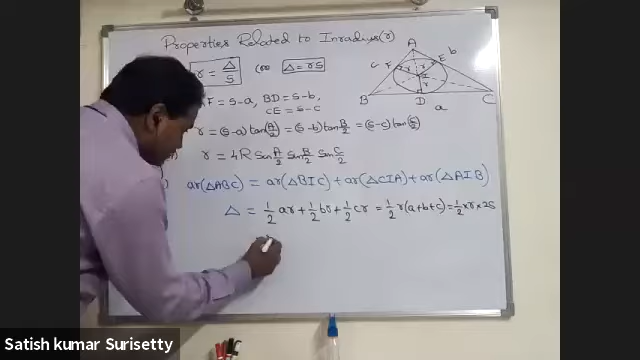 Properties Related to Inradius(r)
r = Δ/s (or) Δ = rs
F = s-a, BD = s-b,
CE = s-c
r = (s-a)tan(A/2) = (s-b)tan(B/2) = (s-c)tan(C/2)
r = 4R Sin A/2 Sin B/2 Sin C/2
ar(ΔABC) = ar(ΔBIC) + ar(ΔCIA) + ar(ΔAIB)
Δ = 1/2 ar + 1/2 br + 1/2 cr = 1/2 r(a+b+c) = 1/2 × r × 2s
A
c F E b
I
r
B D C
a
Satish kumar Surisetty